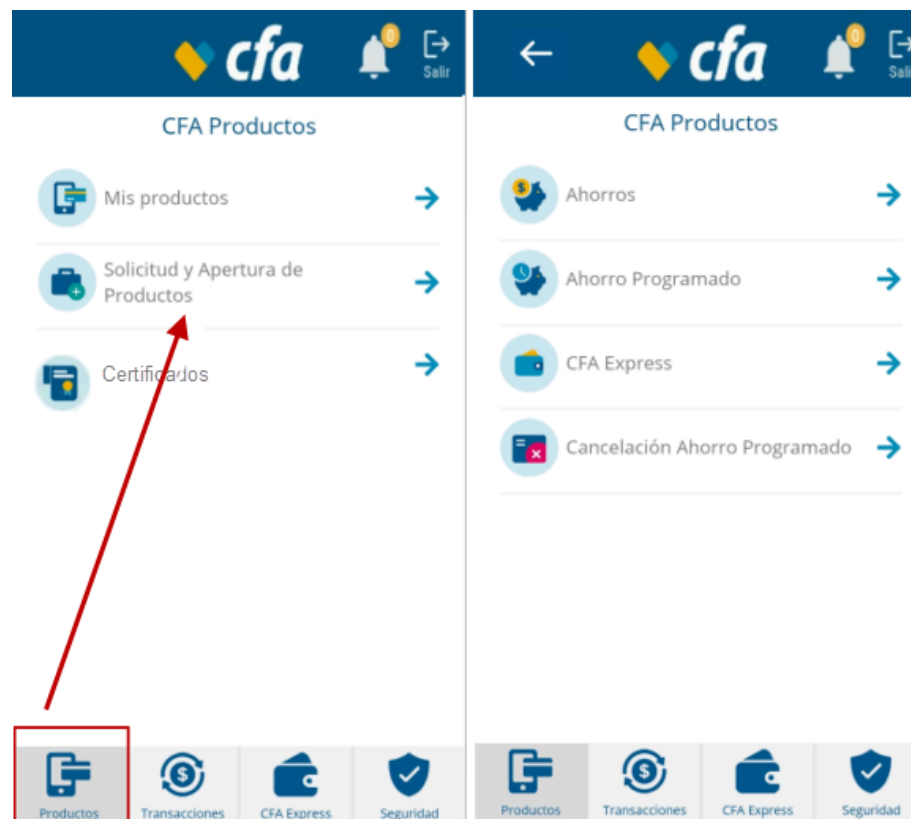 cfa
0
Salir
CFA Productos
Mis productos
Solicitud y Apertura de
Productos
Certificados
Productos
Transacciones
CFA Express
Seguridad
cfa
0
Sali
CFA Productos
Ahorros
Ahorro Programado
CFA Express
Cancelación Ahorro Programado
Productos
Transacciones
CFA Express
Seguridad